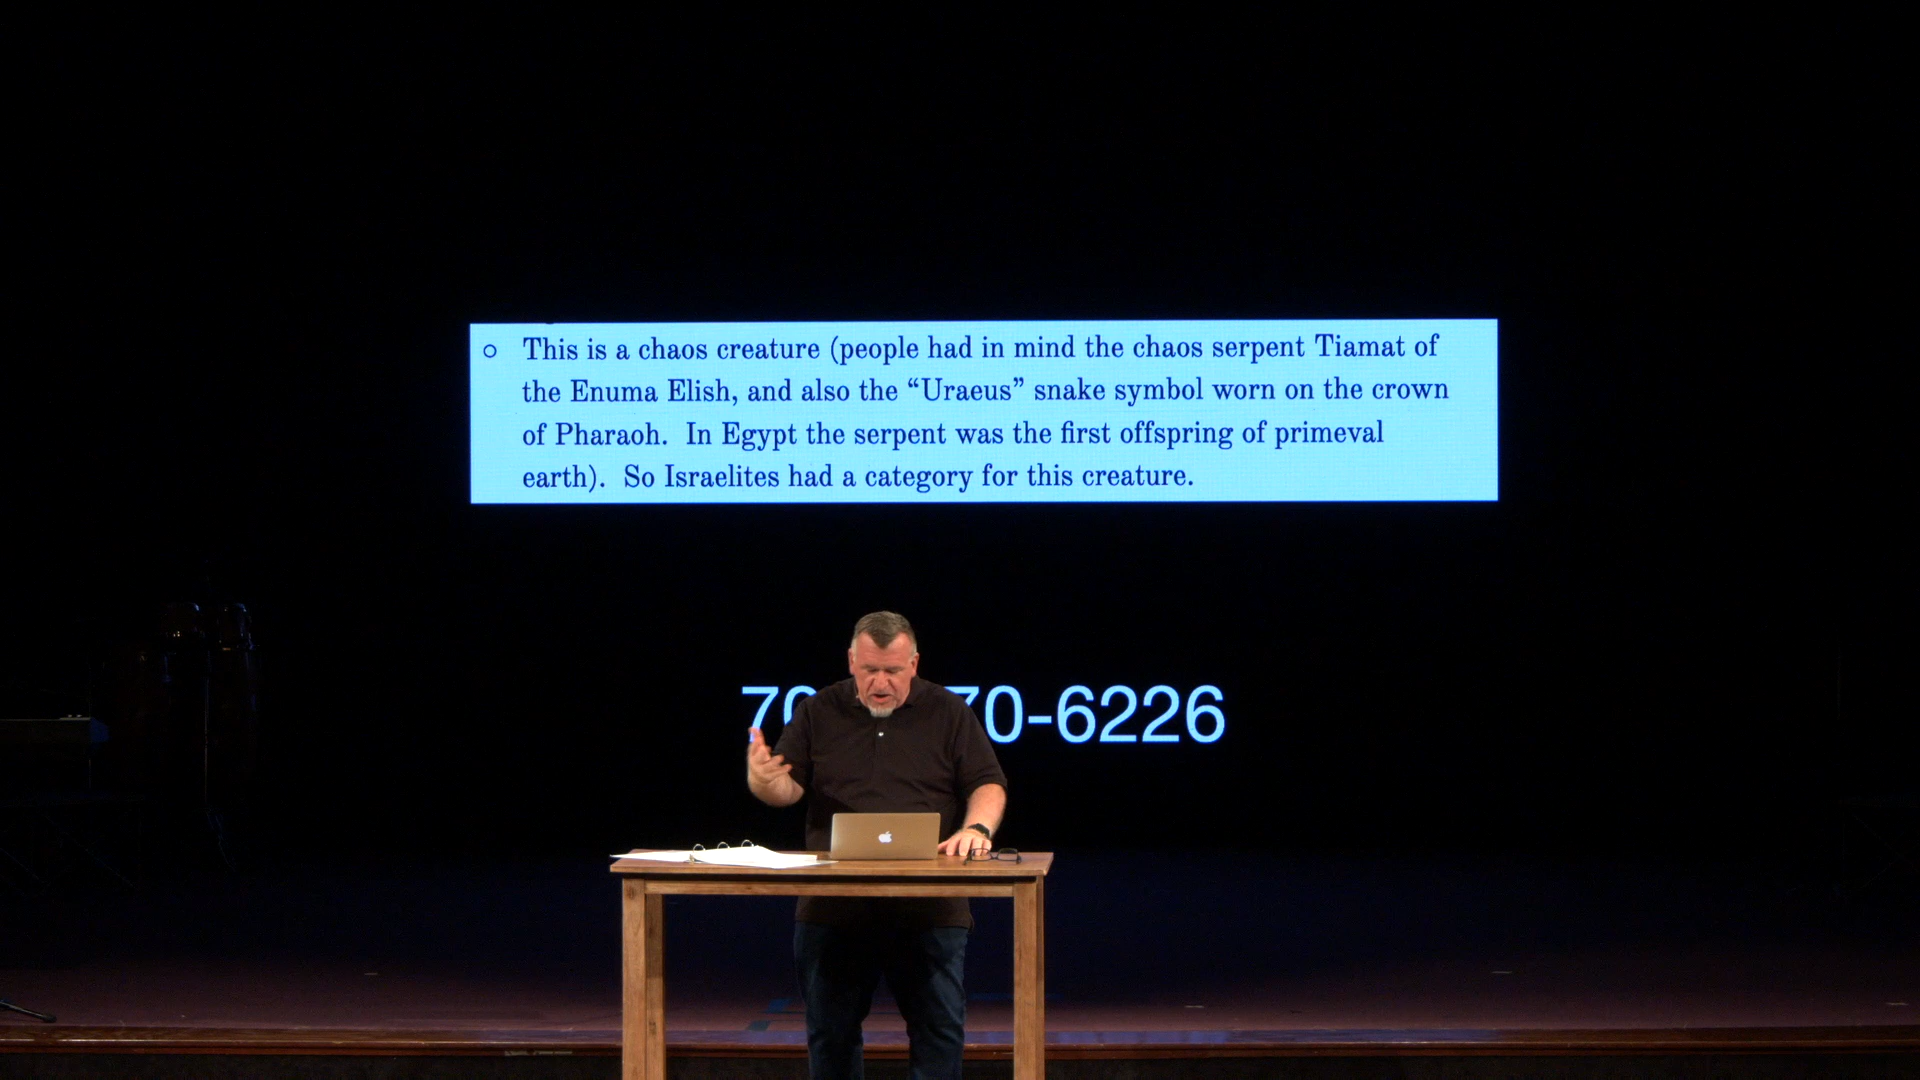 ○ This is a chaos creature (people had in mind the chaos serpent Tiamat of
the Enuma Elish, and also the “Uraeus” snake symbol worn on the crown
of Pharaoh.  In Egypt the serpent was the first offspring of primeval
earth).  So Israelites had a category for this creature.
70-6226